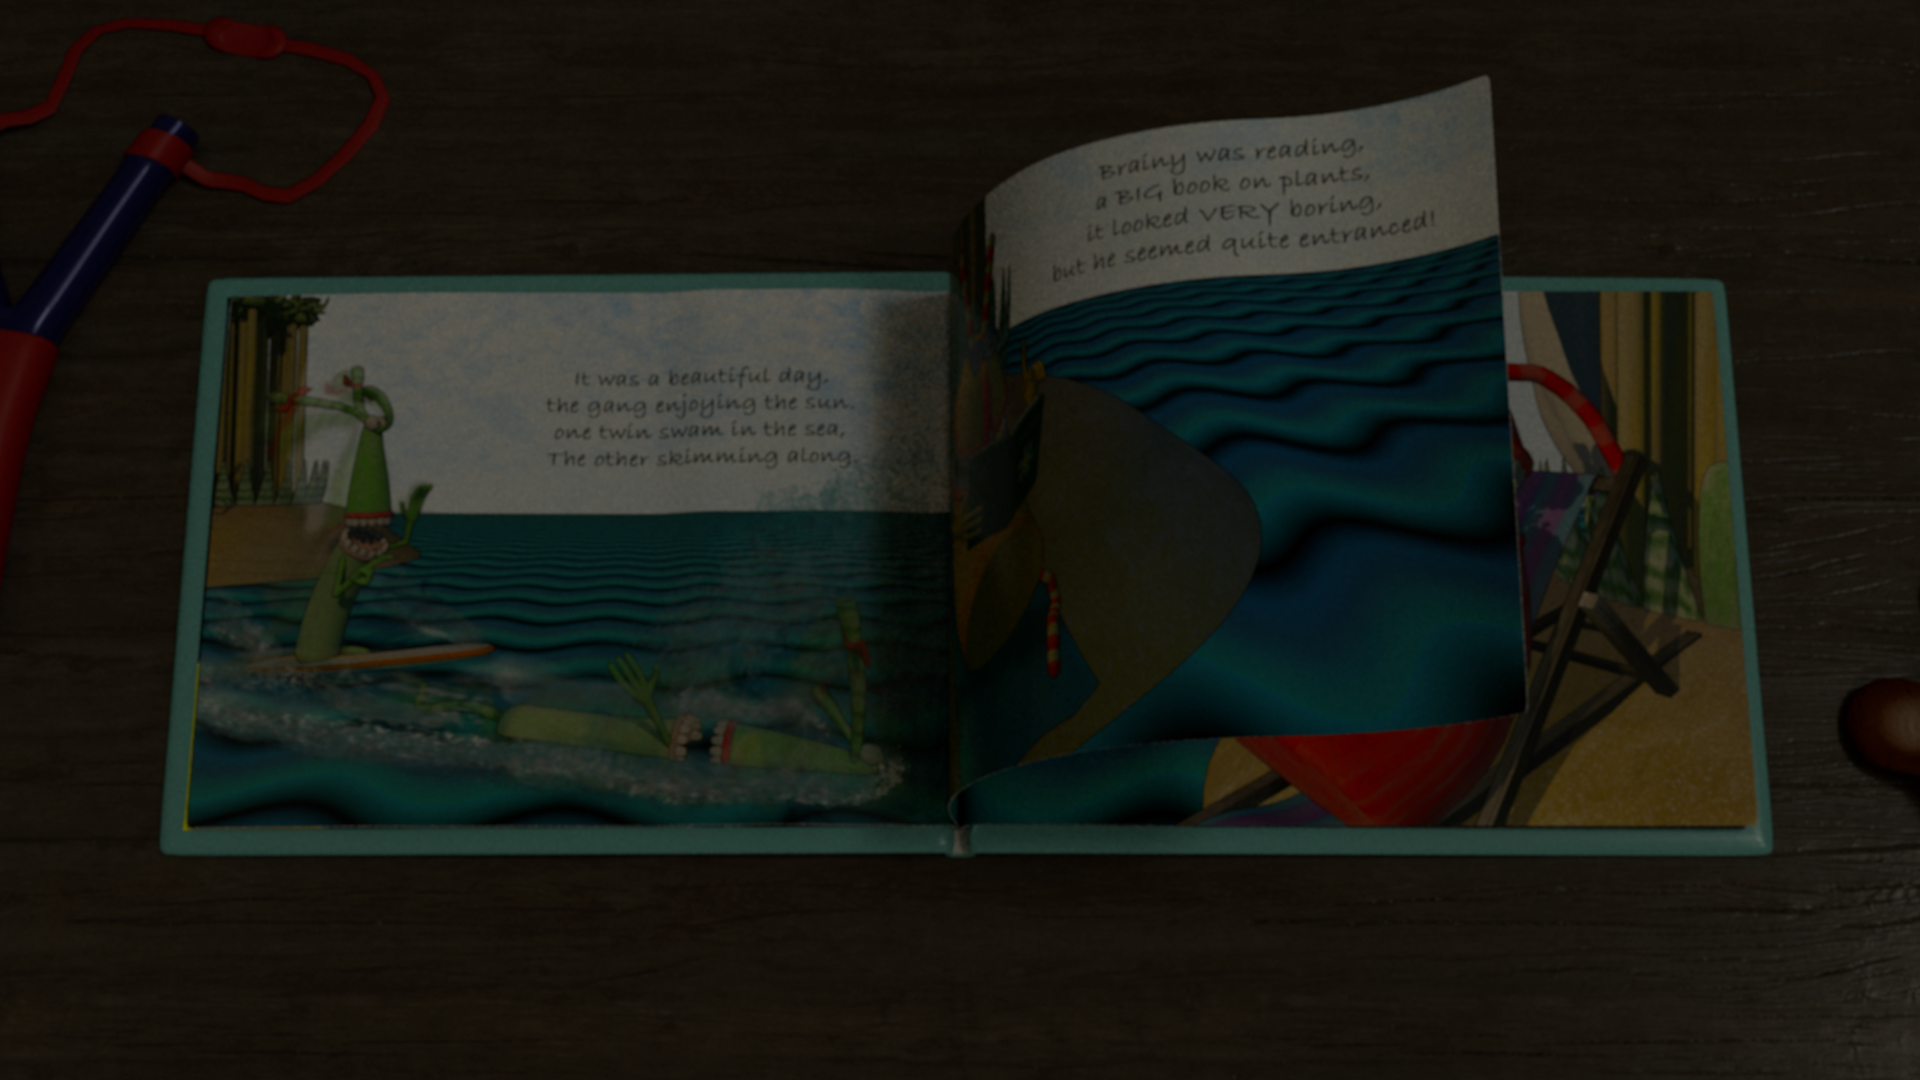 It was a beautiful day,
the gang enjoying the sun,
one twin swam in the sea,
The other skimming along.
Brainy was reading,
a BIG book on plants,
it looked VERY boring,
but he seemed quite entranced!